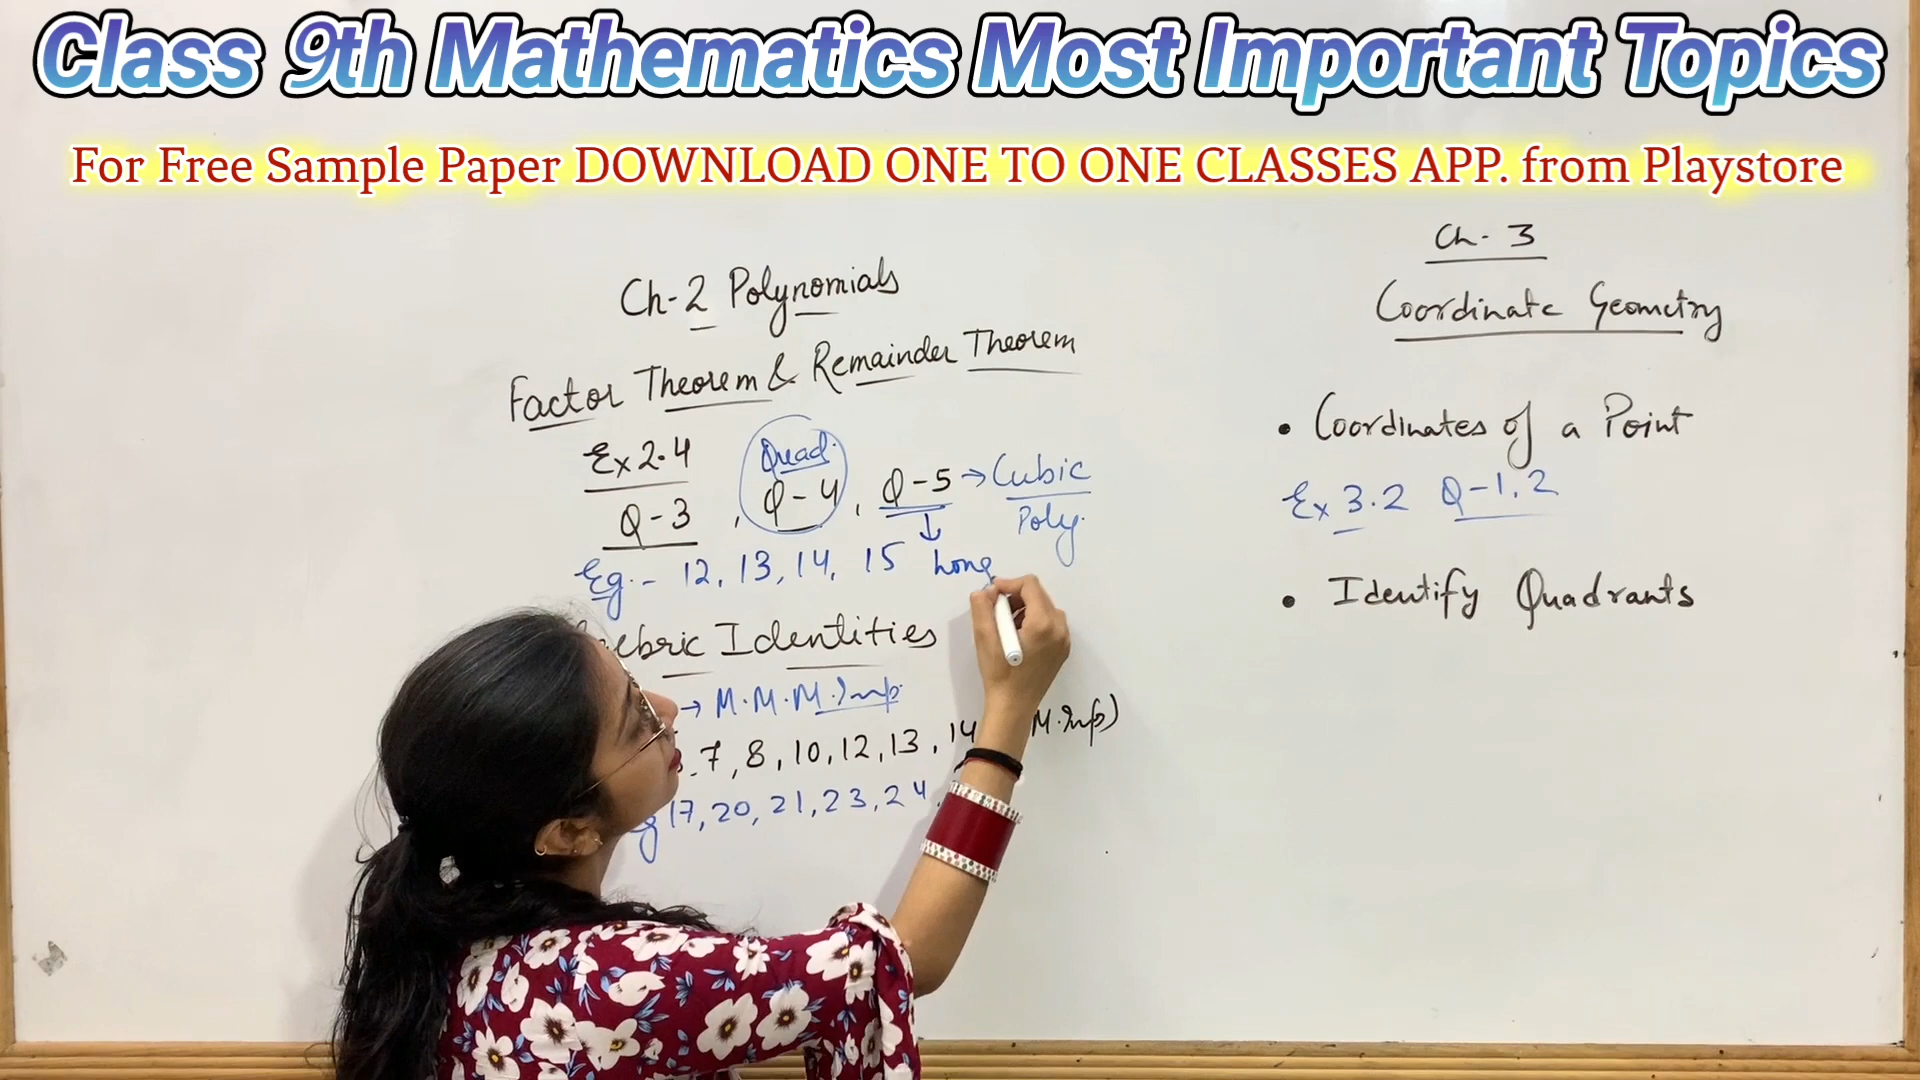 Class 9th Mathematics Most Important Topics
For Free Sample Paper DOWNLOAD ONE TO ONE CLASSES APP. from Playstore
Ch-2 Polynomials
Factor Theorem & Remainder Theorem
Ex 2.4
Quad.
Q-3, Q-4, Q-5 → Cubic
Poly.
Eg.- 12, 13, 14, 15 Long
ebric Identities
→ M.M.M.Imp.
7, 8, 10, 12, 13, 14 M.Imp)
17, 20, 21, 23, 24,
Ch-3
Coordinate Geometry
• Coordinates of a Point
Ex 3.2 Q-1,2
• Identify Quadrants